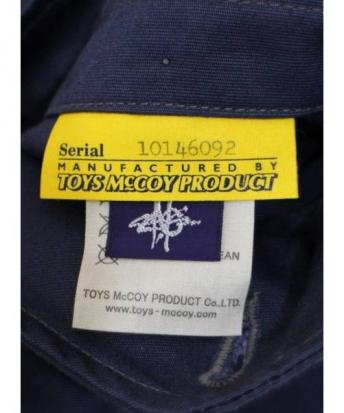 Serial 10146092
MANUFACTURED BY
TOYS McCOY PRODUCT
EAN
TOYS McCOY PRODUCT Co.,LTD.
www.toys-mccoy.com